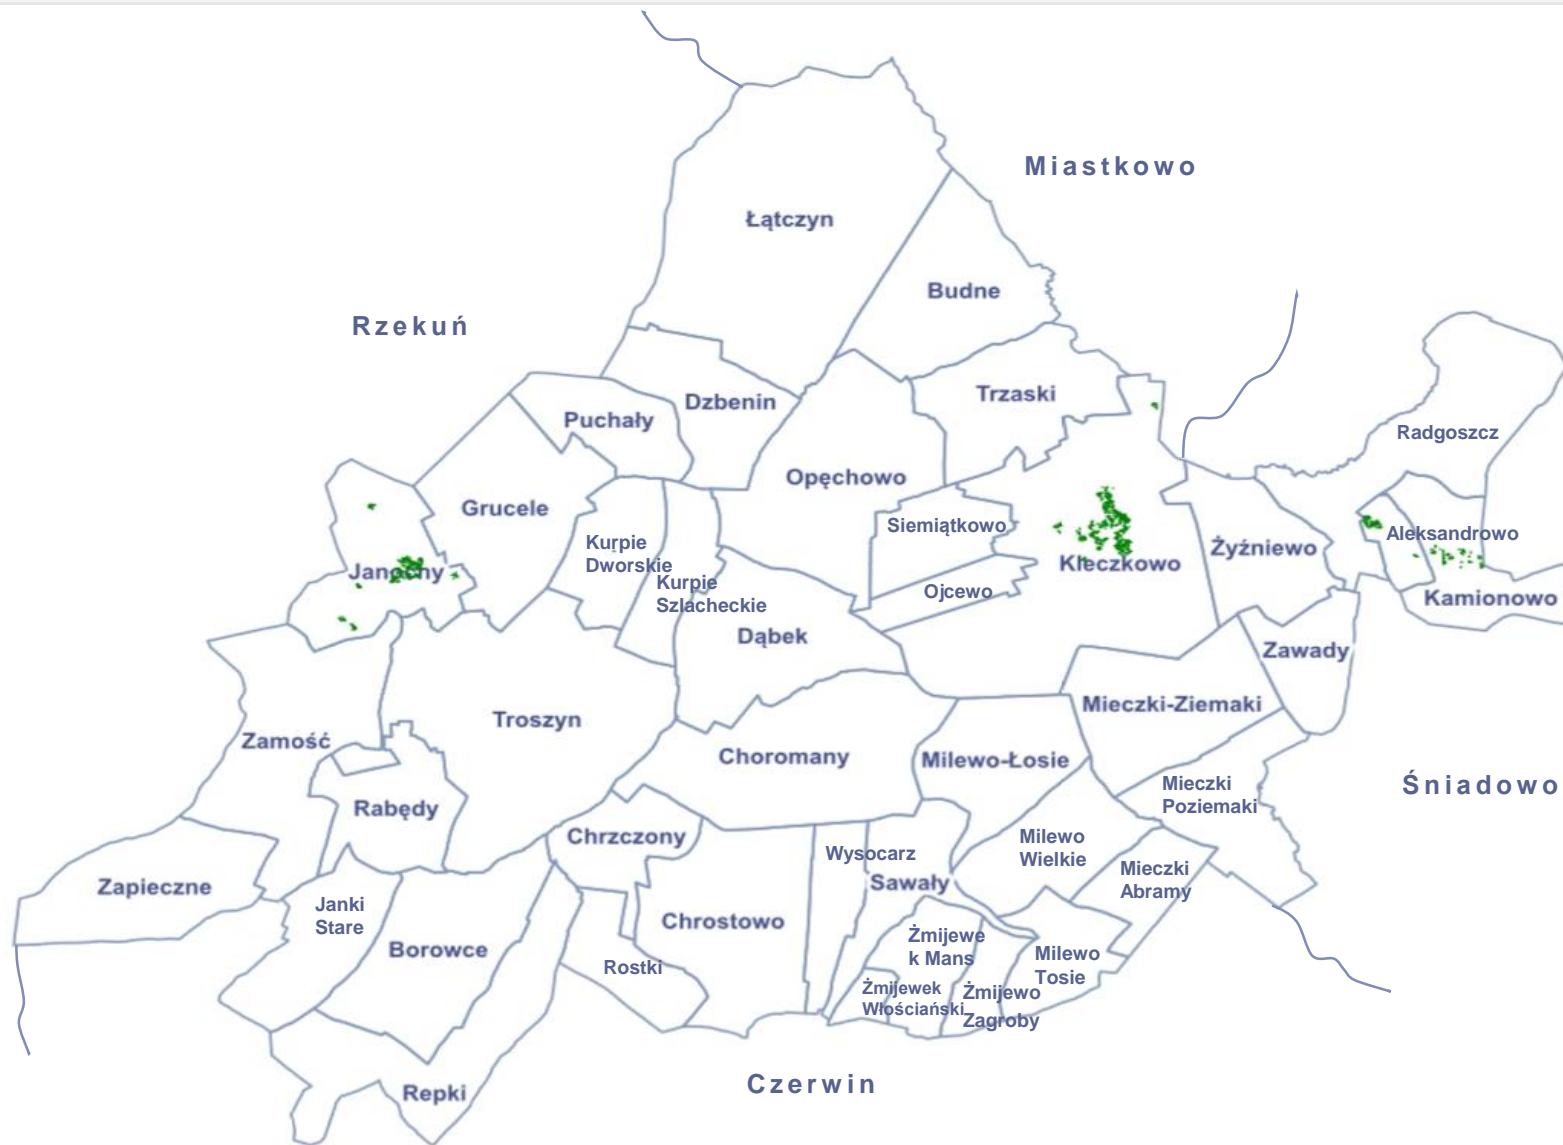 Miastkowo
Łątczyn
Budne
Rzekuń
Trzaski
Dzbenin
Puchały
Radgoszcz
Opęchowo
Grucele
Siemiątkowo
Aleksandrowo
Kurpie
Dworskie
Żyźniewo
Kleczkowo
Janochy
Kurpie
Szlacheckie
Ojcewo
Kamionowo
Dąbek
Zawady
Mieczki-Ziemaki
Troszyn
Zamość
Choromany
Milewo-Łosie
Mieczki
Poziemaki
Śniadowo
Rabędy
Chrzczony
Milewo
Wielkie
Wysocarz
Mieczki
Abramy
Sawały
Zapieczne
Janki
Stare
Chrostowo
Żmijewe
k Mans
Borowce
Milewo
Tosie
Rostki
Żmijewek
Włościański
Żmijewo
Zagroby
Czerwin
Repki